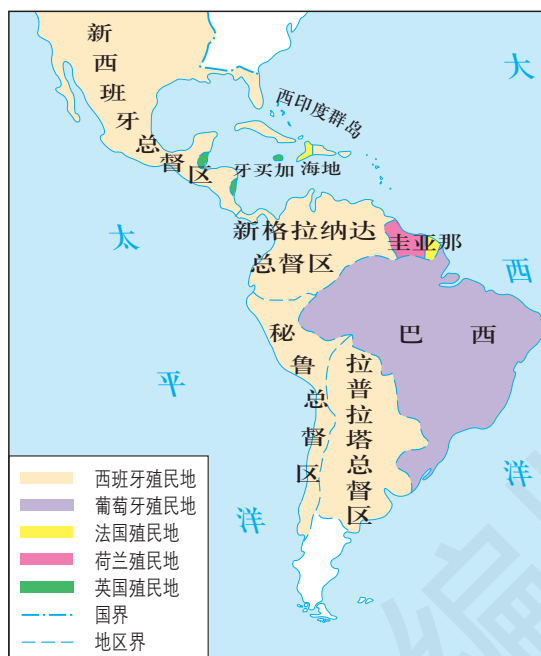 新西班牙总督区
大西洋
西印度群岛
牙买加
海地
太平洋
新格拉纳达
总督区
圭亚那
巴西
秘鲁总督区
拉普拉塔总督区
西班牙殖民地
葡萄牙殖民地
法国殖民地
荷兰殖民地
英国殖民地
国界
地区界
编